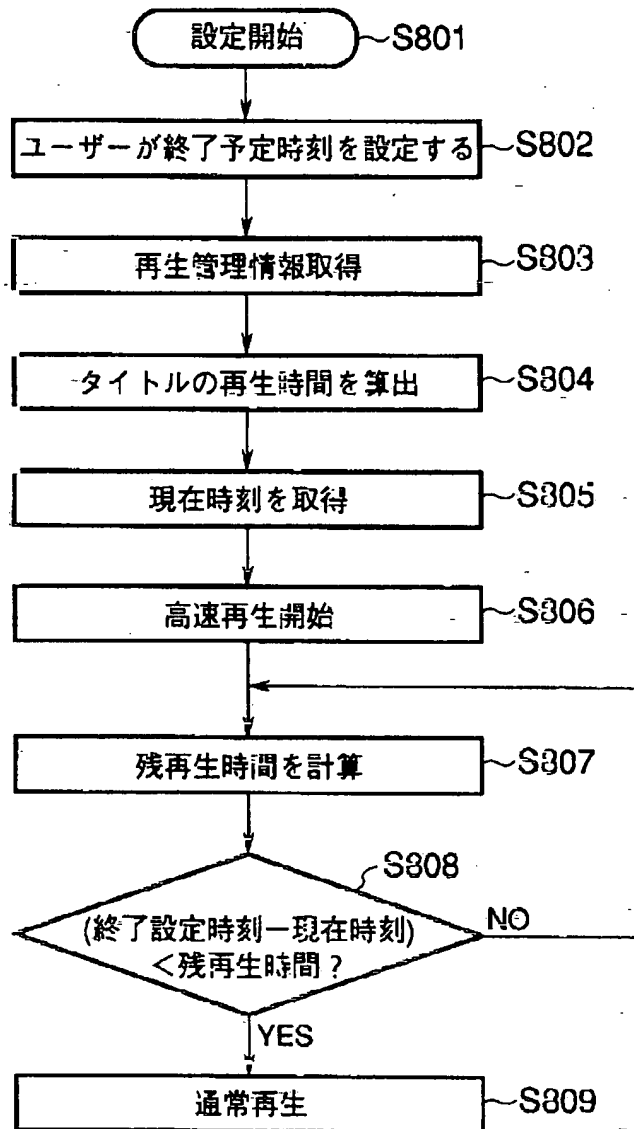 設定開始
S801
ユーザーが終了予定時刻を設定する
S802
再生管理情報取得
S803
タイトルの再生時間を算出
S804
現在時刻を取得
S805
高速再生開始
S806
残再生時間を計算
S807
S808
(終了設定時刻ー現在時刻)
<残再生時間?
NO
YES
通常再生
S809